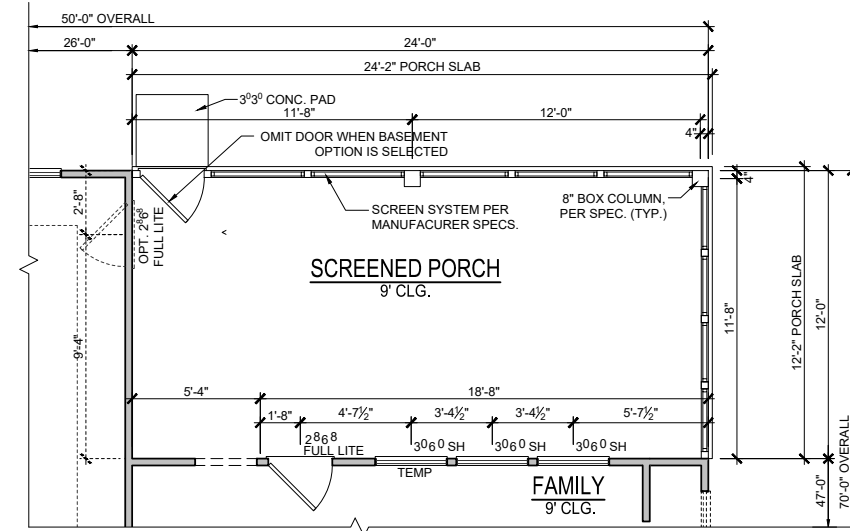 50'-0" OVERALL
26'-0"
24'-0"
24'-2" PORCH SLAB
3⁰3⁰ CONC. PAD
11'-8"
12'-0"
4"
OMIT DOOR WHEN BASEMENT
OPTION IS SELECTED
2'-8"
OPT. 2⁸6⁸
FULL LITE
SCREEN SYSTEM PER
MANUFACURER SPECS.
8" BOX COLUMN,
PER SPEC. (TYP.)
4"
SCREENED PORCH
9' CLG.
9'-4"
11'-8"
12'-2" PORCH SLAB
12'-0"
5'-4"
18'-8"
1'-8"
4'-7½"
3'-4½"
3'-4½"
5'-7½"
2⁸6⁸
FULL LITE
3⁰6⁰ SH
3⁰6⁰ SH
3⁰6⁰ SH
TEMP
FAMILY
9' CLG.
47'-0"
70'-0" OVERALL